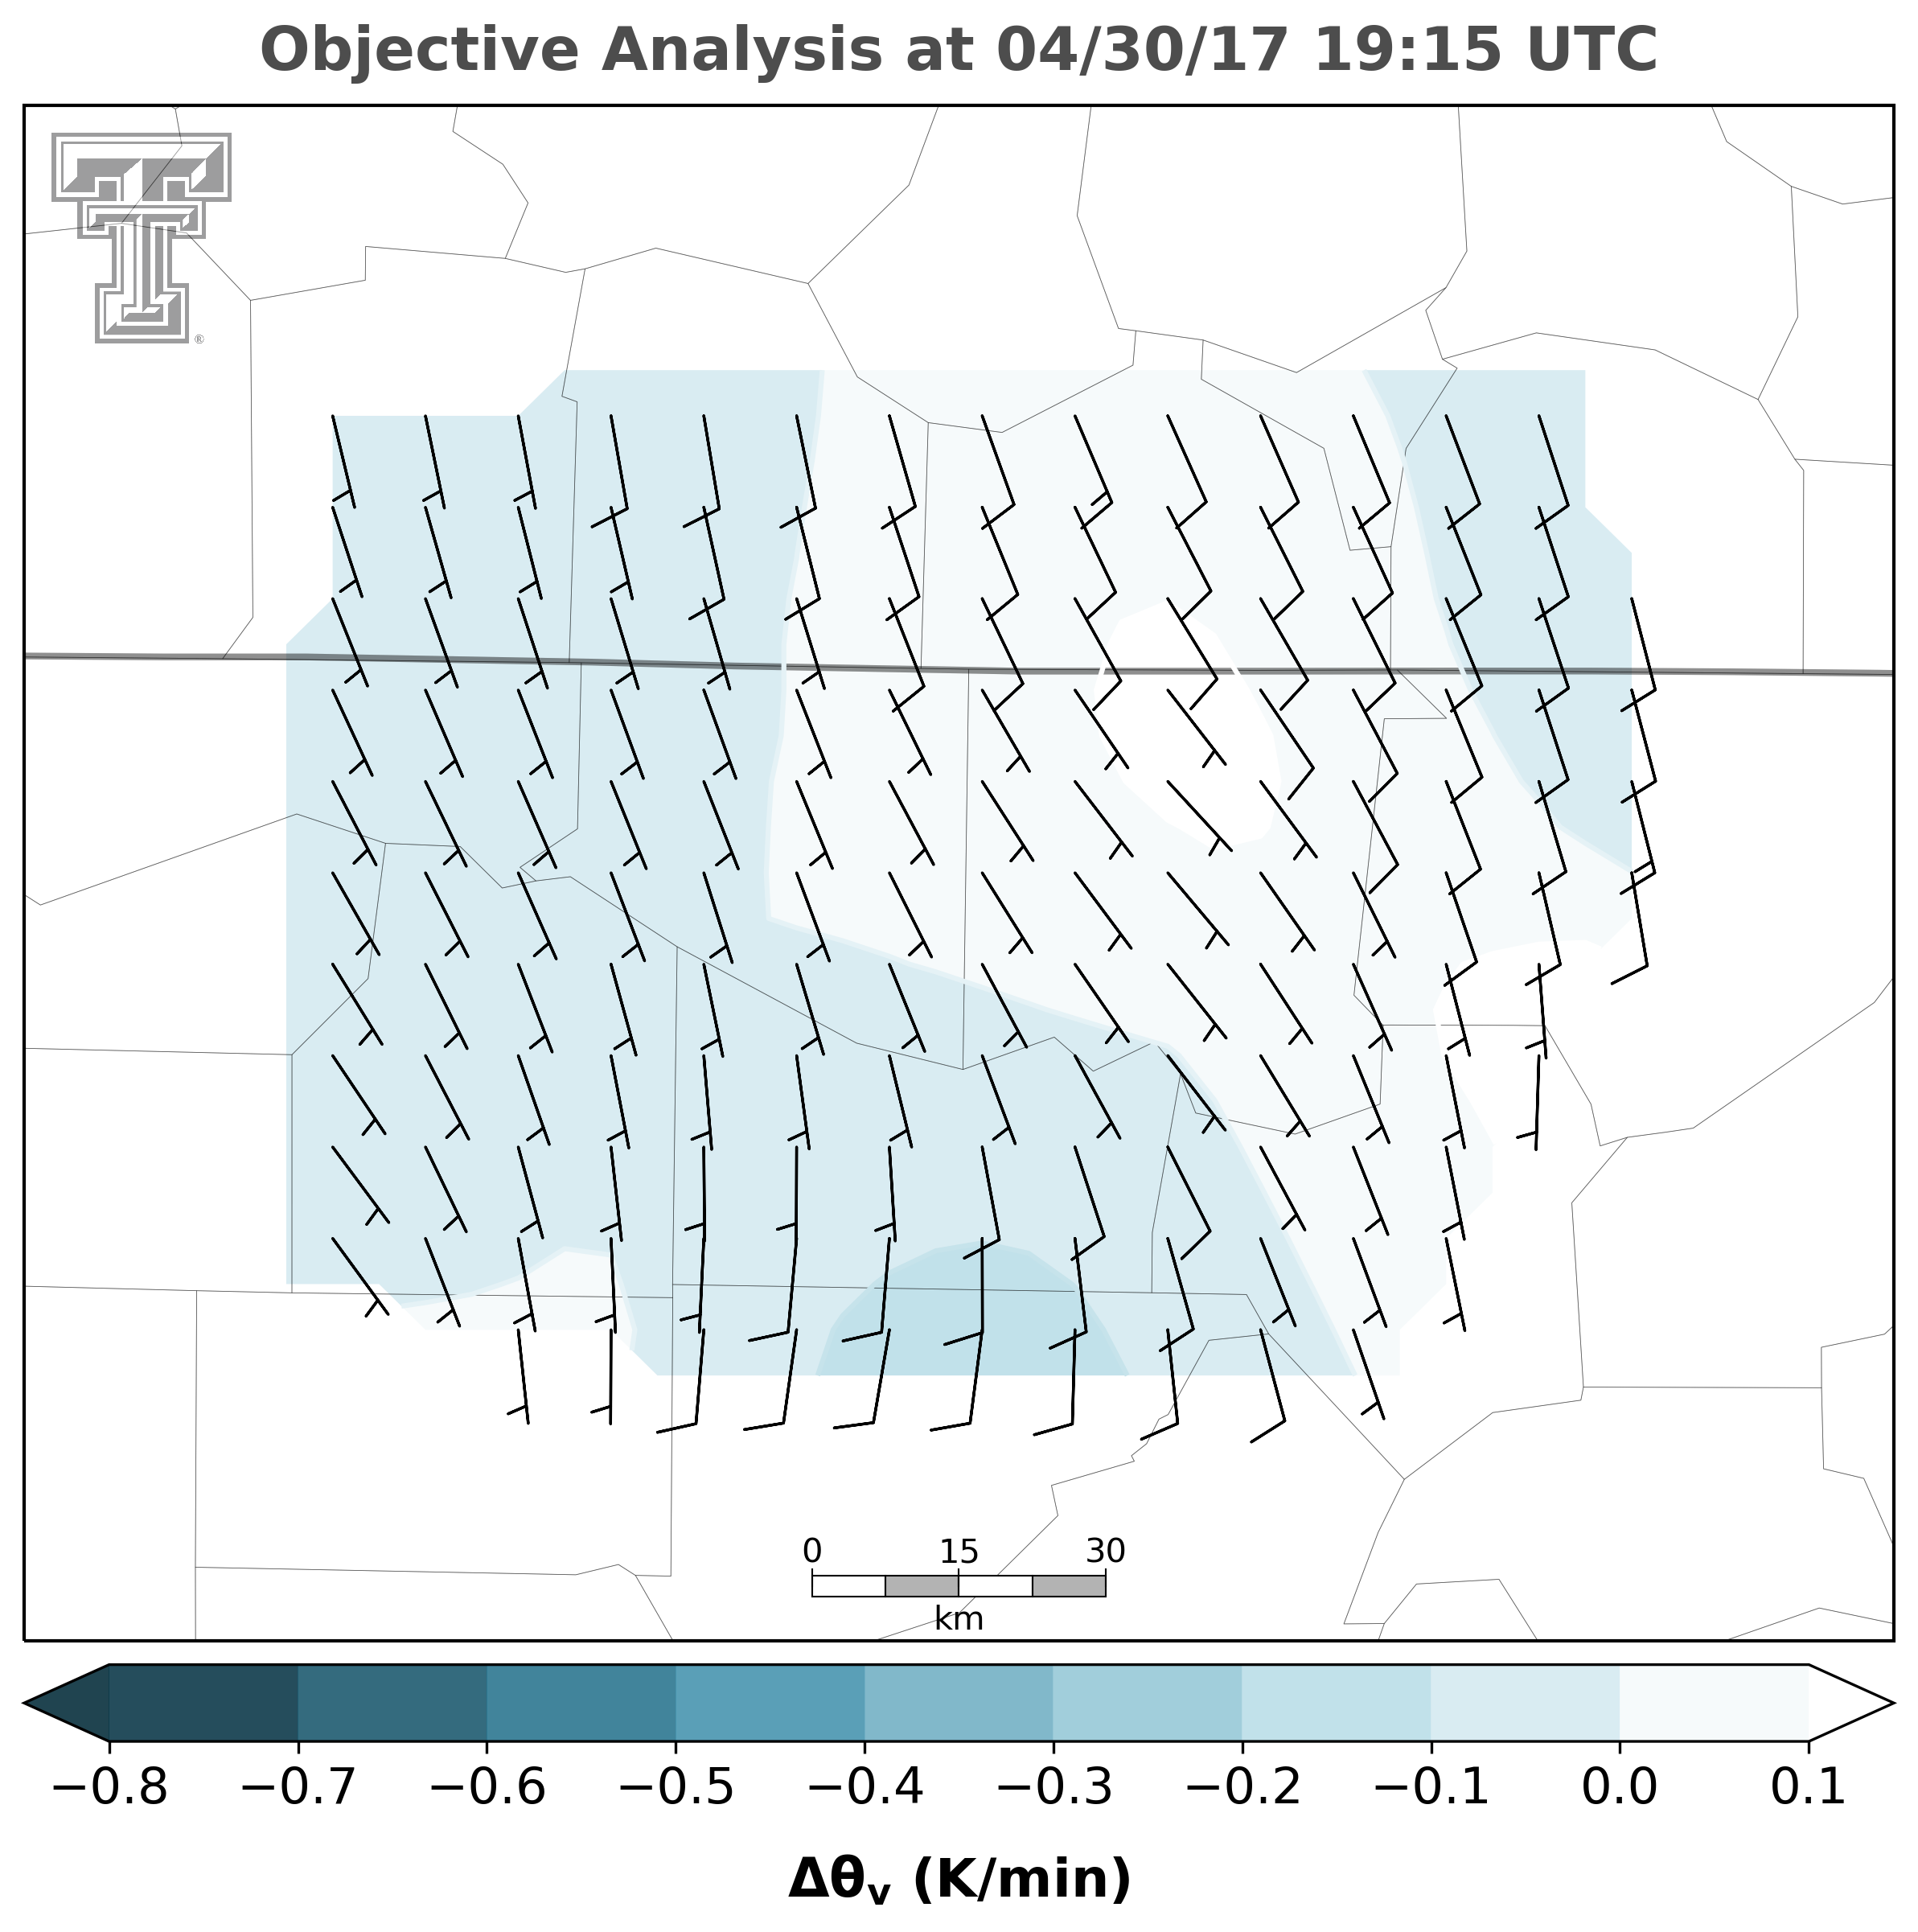 Objective Analysis at 04/30/17 19:15 UTC
®
0 15 30
km
−0.8 −0.7 −0.6 −0.5 −0.4 −0.3 −0.2 −0.1 0.0 0.1
Δθᵥ (K/min)